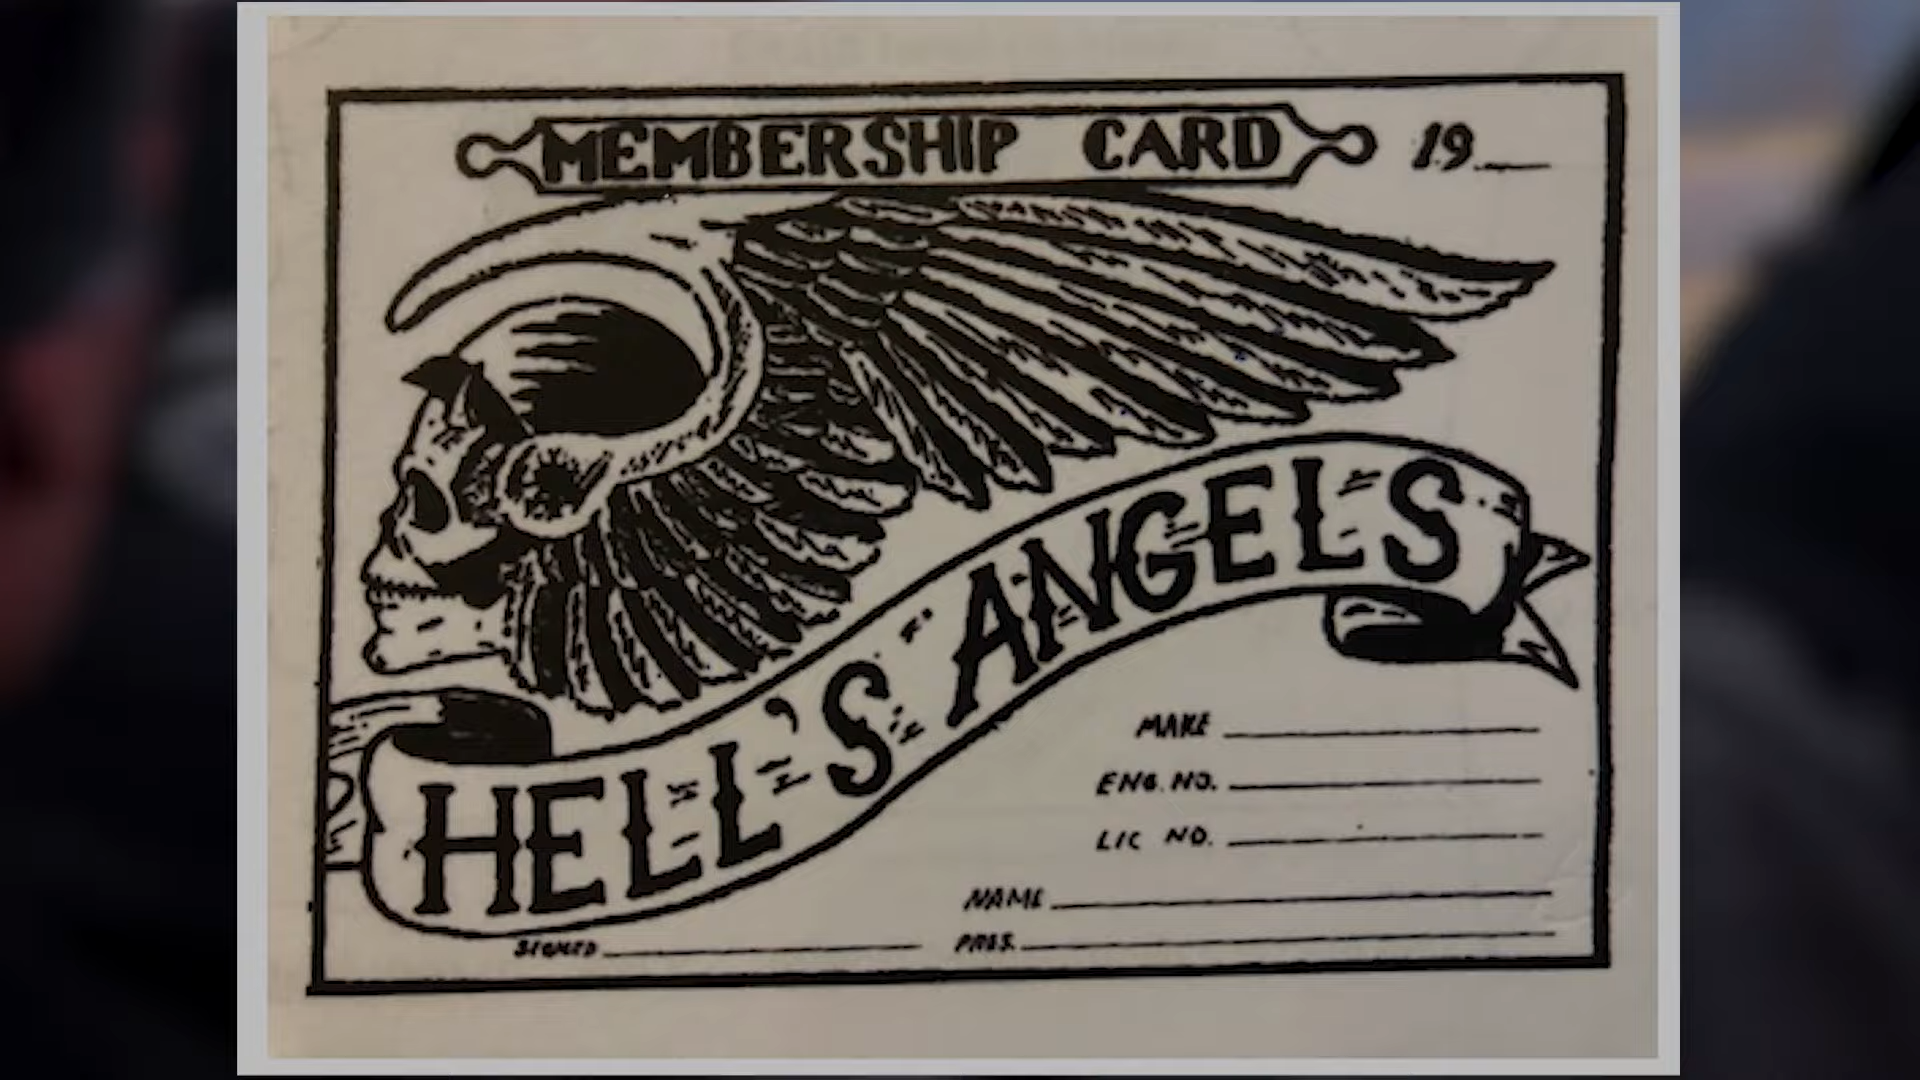 MEMBERSHIP CARD 19
HELL'S ANGELS
MAKE
ENG. NO.
LIC NO.
NAME
SIGNED PRES.